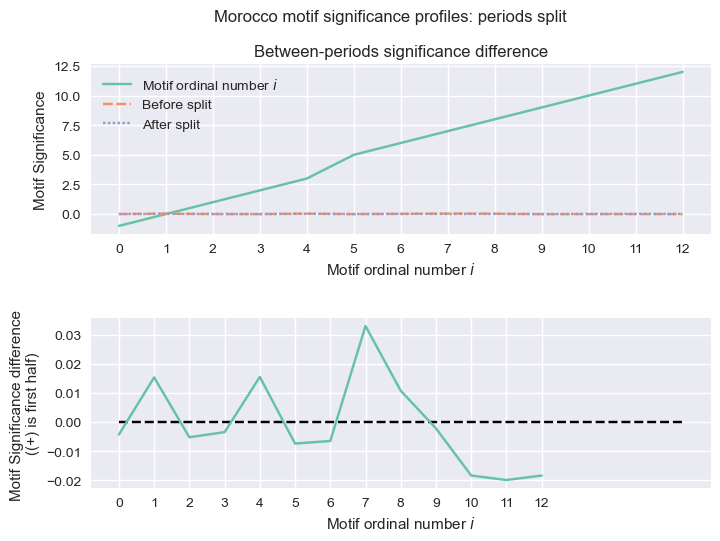 Morocco motif significance profiles: periods split
Between-periods significance difference
Motif Significance
12.5
10.0
7.5
5.0
2.5
0.0
Motif ordinal number i
Before split
After split
0 1 2 3 4 5 6 7 8 9 10 11 12
Motif ordinal number i
Motif Significance difference
((+) is first half)
0.03
0.02
0.01
0.00
−0.01
−0.02
0 1 2 3 4 5 6 7 8 9 10 11 12
Motif ordinal number i